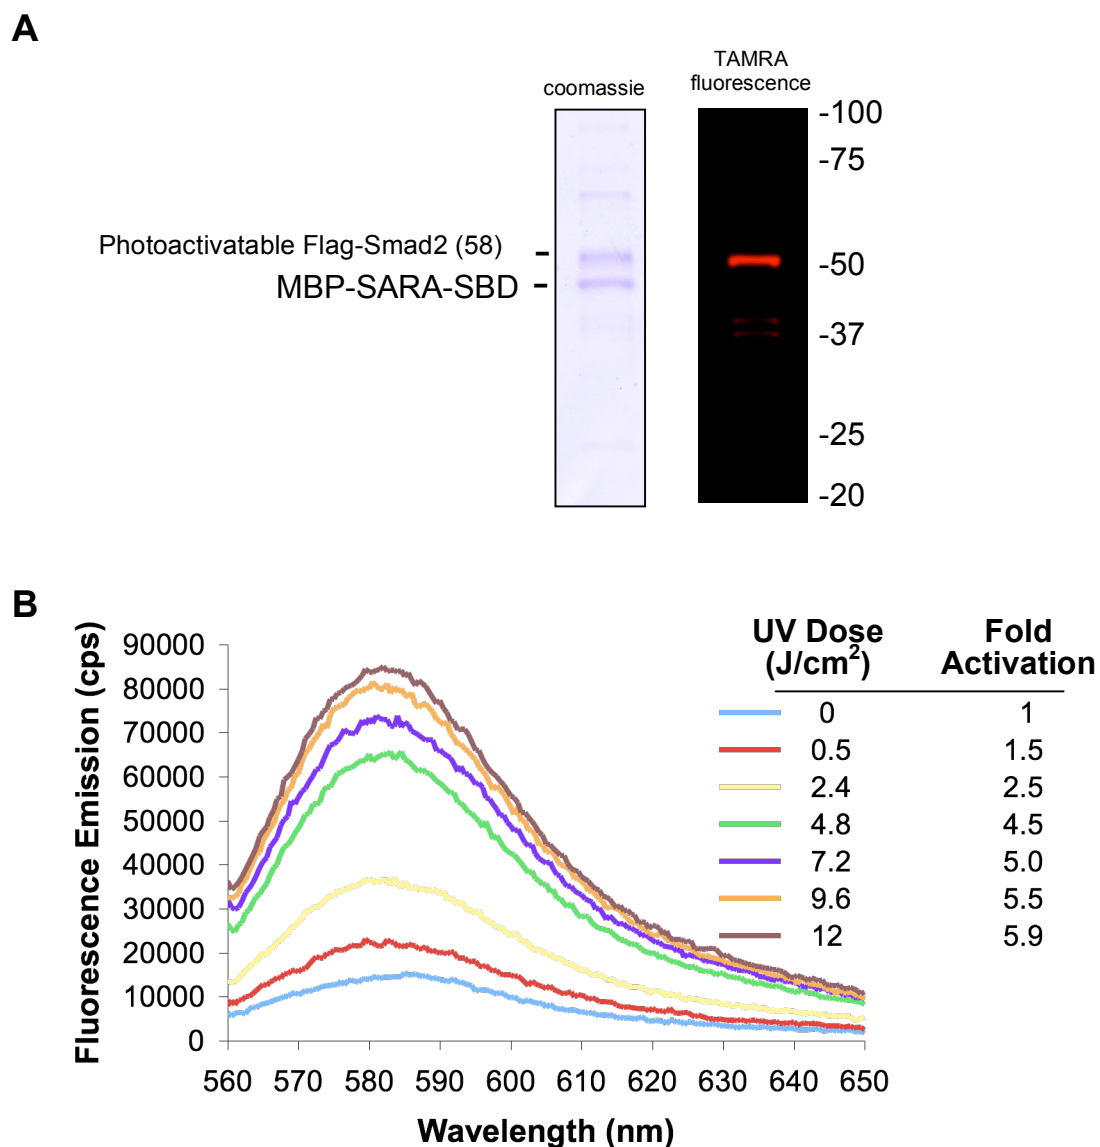 A
coomassie
TAMRA
fluorescence
-100
-75
Photoactivatable Flag-Smad2 (58) -
-50
MBP-SARA-SBD -
-37
-25
-20
B
Fluorescence Emission (cps)
90000
80000
70000
60000
50000
40000
30000
20000
10000
0
560 570 580 590 600 610 620 630 640 650
Wavelength (nm)
UV Dose Fold
(J/cm²) Activation
0 1
0.5 1.5
2.4 2.5
4.8 4.5
7.2 5.0
9.6 5.5
12 5.9